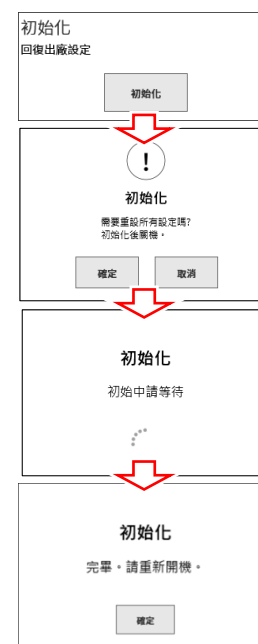 初始化
回復出廠設定
初始化
!
初始化
需要重設所有設定嗎?
初始化後關機。
確定
取消
初始化
初始中請等待
初始化
完畢。請重新開機。
確定